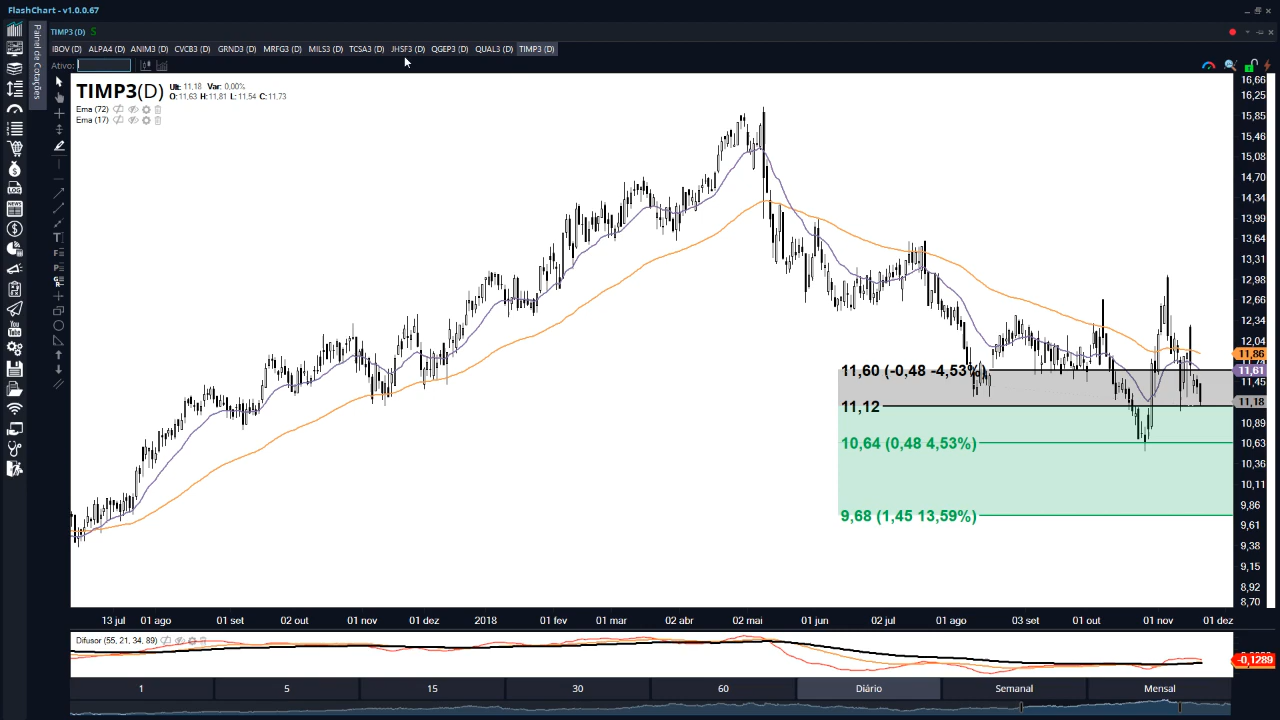 FlashChart - v1.0.0.67
TIMP3 (D) S
IBOV (D) ALPA4 (D) ANIM3 (D) CVCB3 (D) GRND3 (D) MRFG3 (D) MILS3 (D) TCSA3 (D) JHSF3 (D) QGEP3 (D) QUAL3 (D) TIMP3 (D)
Painel de Cotações
Ativo:
TIMP3(D)
Ult: 11,18 Var: 0,00%
O: 11,63 H: 11,81 L: 11,54 C: 11,73
Ema (72)
Ema (17)
16,66
16,25
15,85
15,46
15,08
14,70
14,34
13,99
13,64
13,31
12,98
12,66
12,34
12,04
11,86
11,61
11,45
11,18
10,89
10,63
10,36
10,11
9,86
9,61
9,38
9,15
8,92
8,70
11,60 (-0,48 -4,53%)
11,12
10,64 (0,48 4,53%)
9,68 (1,45 13,59%)
LOG
NEWS
You
Tube
13 jul 01 ago 01 set 02 out 01 nov 01 dez 2018 01 fev 01 mar 02 abr 02 mai 01 jun 02 jul 01 ago 03 set 01 out 01 nov 01 dez
Difusor (55, 21, 34, 89)
-0,1289
1 5 15 30 60 Diário Semanal Mensal